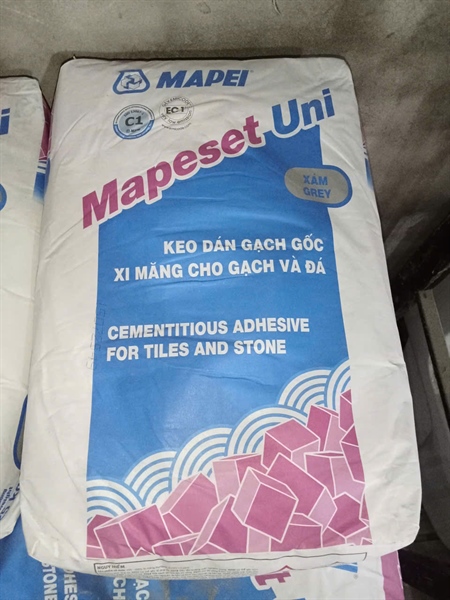 MAPEI
C1
Mapeset Uni
XÁM
GREY
KEO DÁN GẠCH GỐC
XI MĂNG CHO GẠCH VÀ ĐÁ
CEMENTITIOUS ADHESIVE
FOR TILES AND STONE